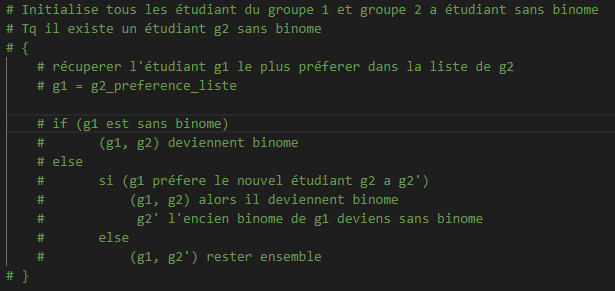 # Initialise tous les étudiant du groupe 1 et groupe 2 a étudiant sans binome
# Tq il existe un étudiant g2 sans binome
# {
# récuperer l'étudiant g1 le plus préferer dans la liste de g2
# g1 = g2_preference_liste
# if (g1 est sans binome)
# (g1, g2) deviennent binome
# else
# si (g1 préfere le nouvel étudiant g2 a g2')
# (g1, g2) alors il deviennent binome
# g2' l'encien binome de g1 deviens sans binome
# else
# (g1, g2') rester ensemble
# }